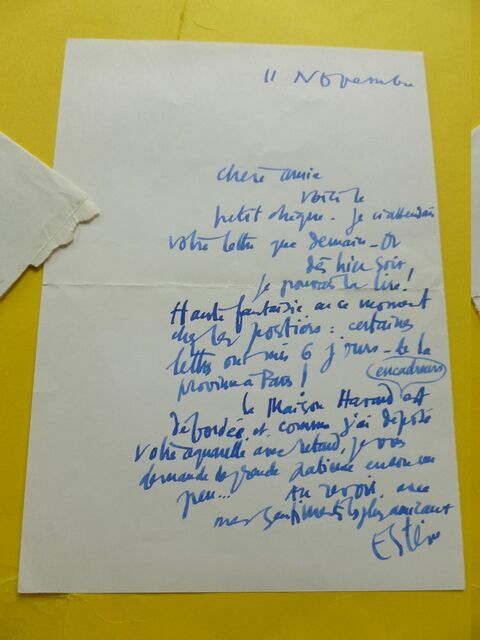 11 Novembre
chère amie
voici le
petit chèque. Je n'attendais
votre lettre que demain - Or
dès hier soir
je pouvais la lire!
Haute fantaisie en ce moment
chez les postiers : certaines
lettres ont mis 6 jours - de la
province à Paris!
(encadreurs)
la Maison Havard est
débordée et, comme j'ai déposé
votre aquarelle avec retard, je vous
demande de grande patience encore un
peu...
Au revoir, avec
mes sentiments les plus amicaux
Estève